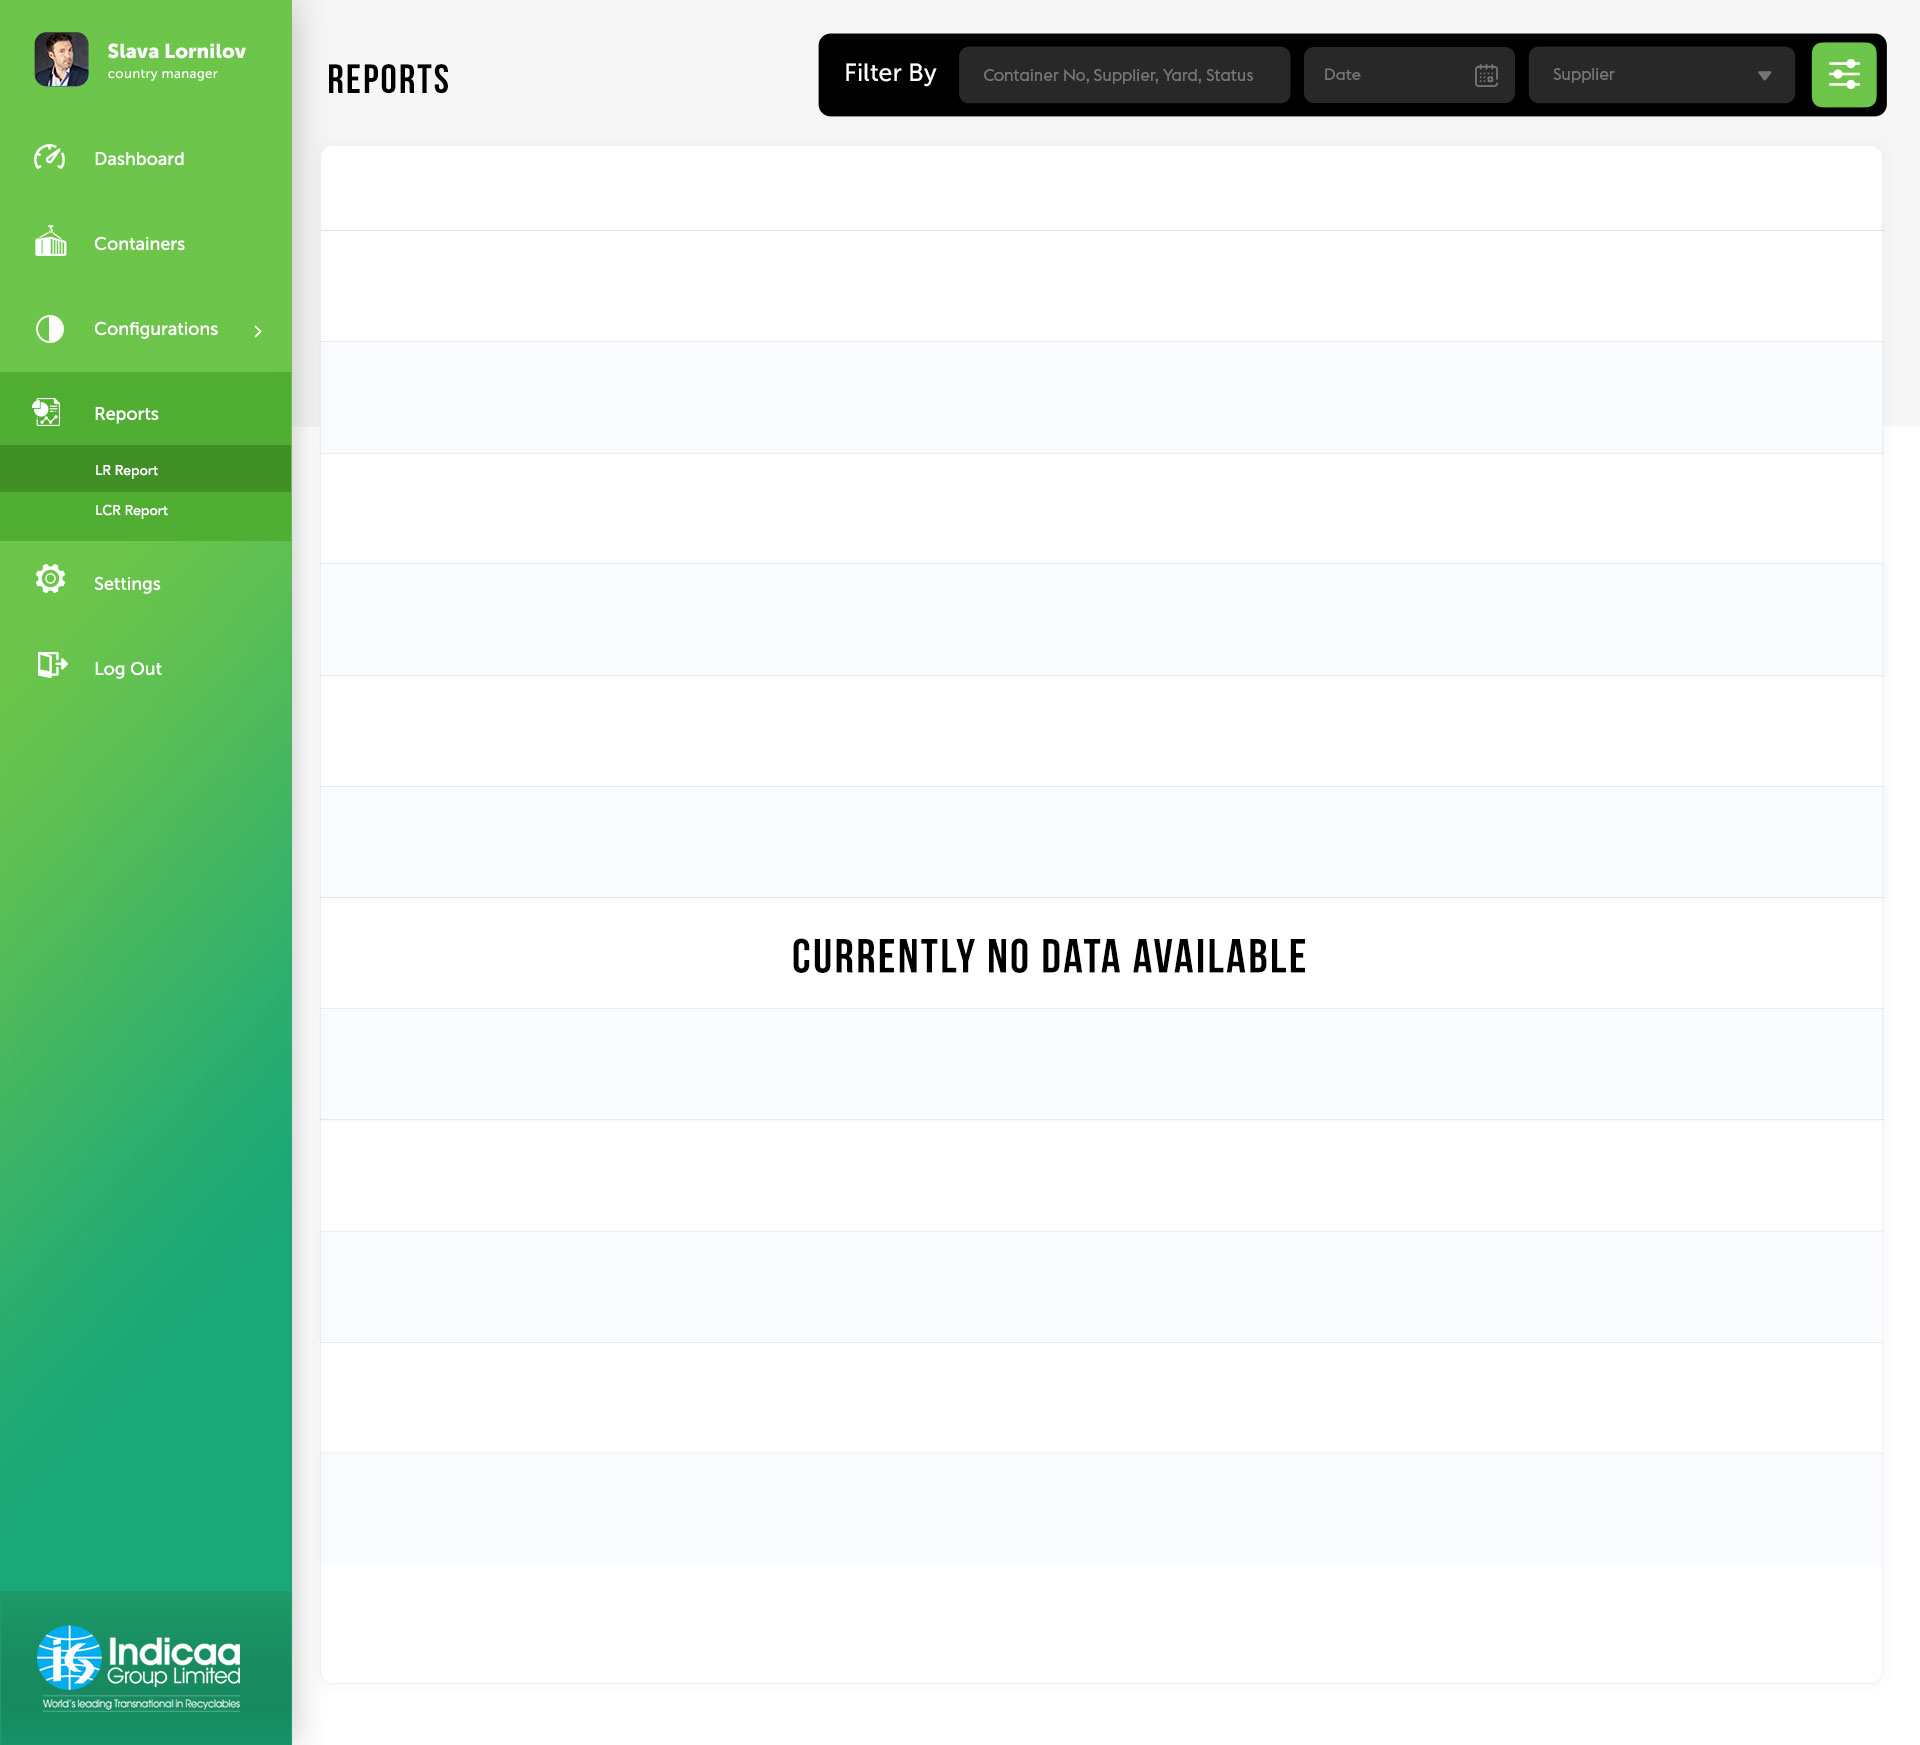 Slava Lornilov
country manager
Dashboard
Containers
Configurations
Reports
LR Report
LCR Report
Settings
Log Out
Indicaa
Group Limited
World's leading Transnational in Recyclables
REPORTS
Filter By
Container No, Supplier, Yard, Status
Date
Supplier
CURRENTLY NO DATA AVAILABLE